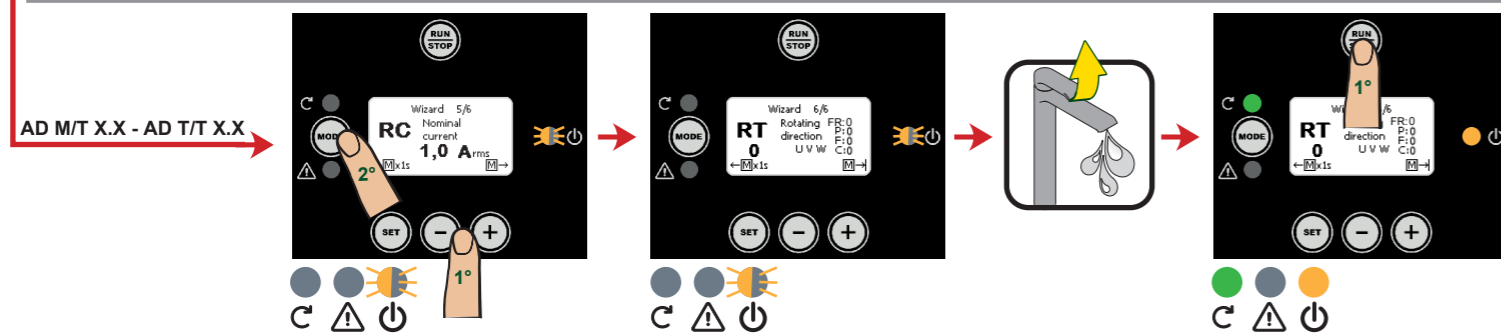 AD M/T X.X - AD T/T X.X
RUN
STOP
Wizard 5/6
RC Nominal
current
1,0 Arms
M x1s M→
2°
SET - +
1°
RUN
STOP
MODE
Wizard 6/6
RT Rotating FR:0
direction P:0
0 F:0
U V W C:0
←M x1s M→
SET - +
RUN
STOP
1°
MODE
RT FR:0
direction P:0
0 F:0
U V W C:0
←M x1s M→
SET - +